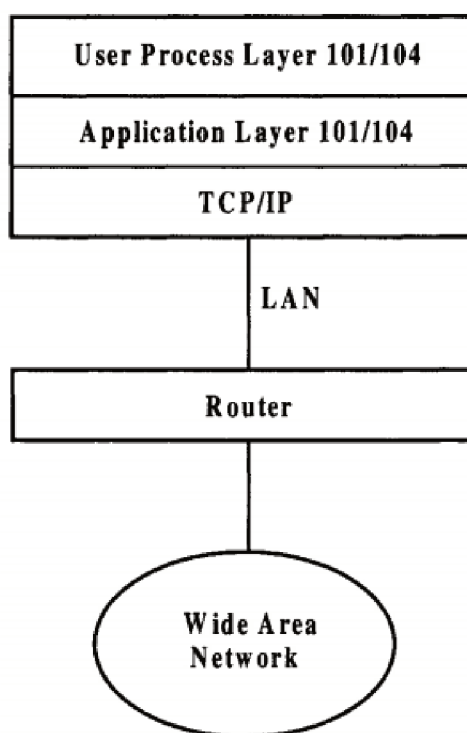 User Process Layer 101/104
Application Layer 101/104
TCP/IP
LAN
Router
Wide Area
Network